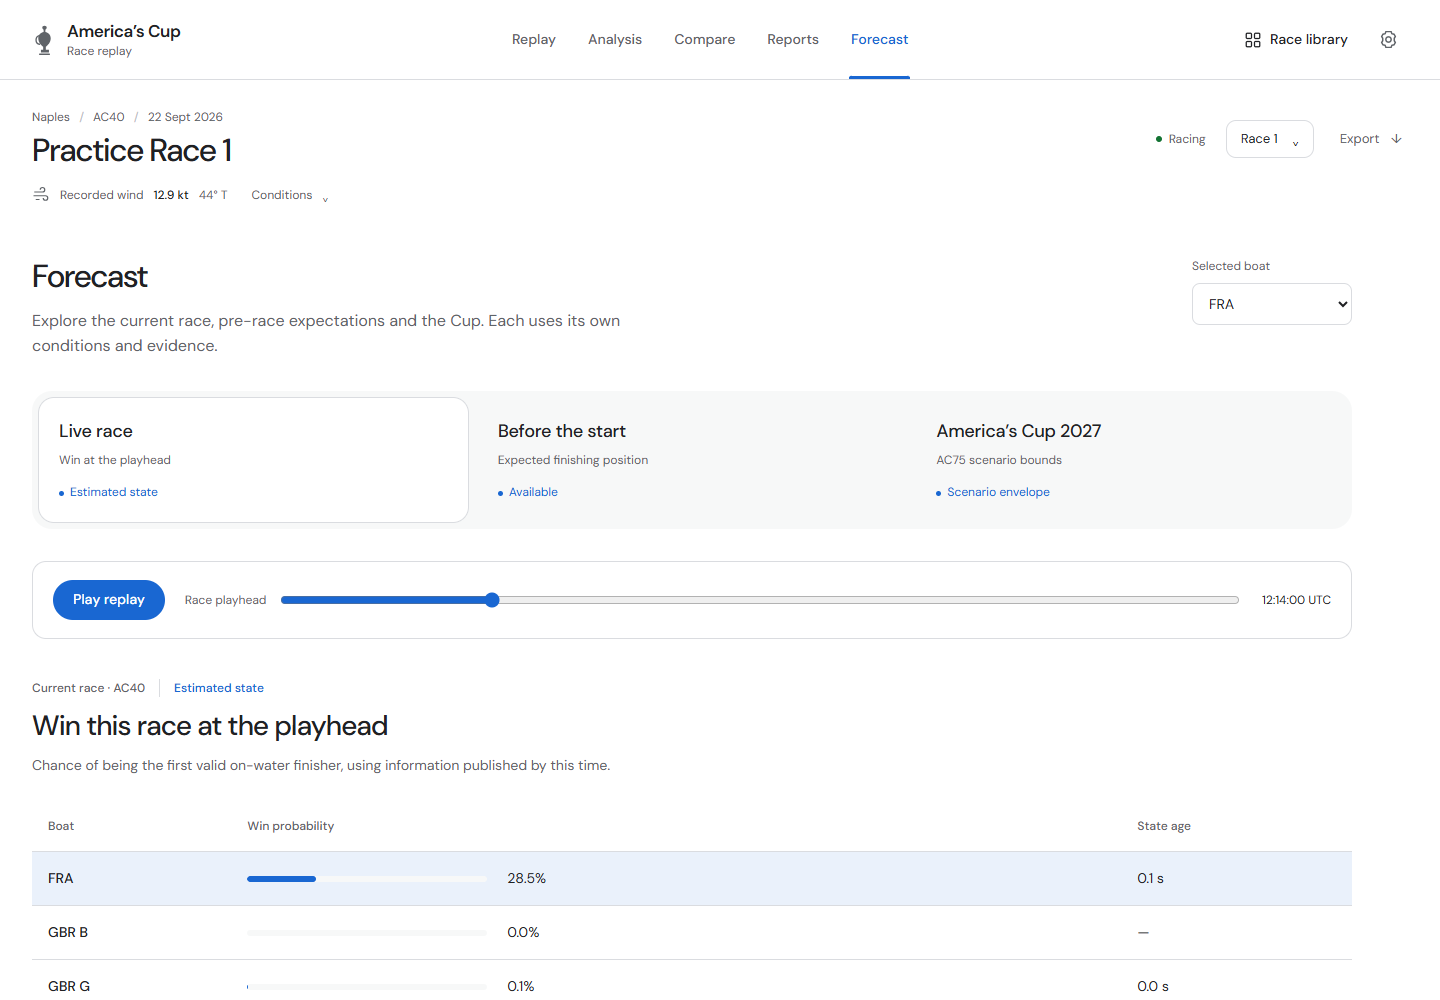 America’s Cup
Race replay
Replay
Analysis
Compare
Reports
Forecast
Race library
Naples / AC40 / 22 Sept 2026
Practice Race 1
Racing
Race 1
Export
Recorded wind 12.9 kt 44° T Conditions
Forecast
Explore the current race, pre-race expectations and the Cup. Each uses its own
conditions and evidence.
Selected boat
FRA
Live race
Win at the playhead
Estimated state
Before the start
Expected finishing position
Available
America’s Cup 2027
AC75 scenario bounds
Scenario envelope
Play replay
Race playhead
12:14:00 UTC
Current race · AC40
Estimated state
Win this race at the playhead
Chance of being the first valid on-water finisher, using information published by this time.
Boat Win probability State age
FRA 28.5% 0.1 s
GBR B 0.0% —
GBR G 0.1% 0.0 s